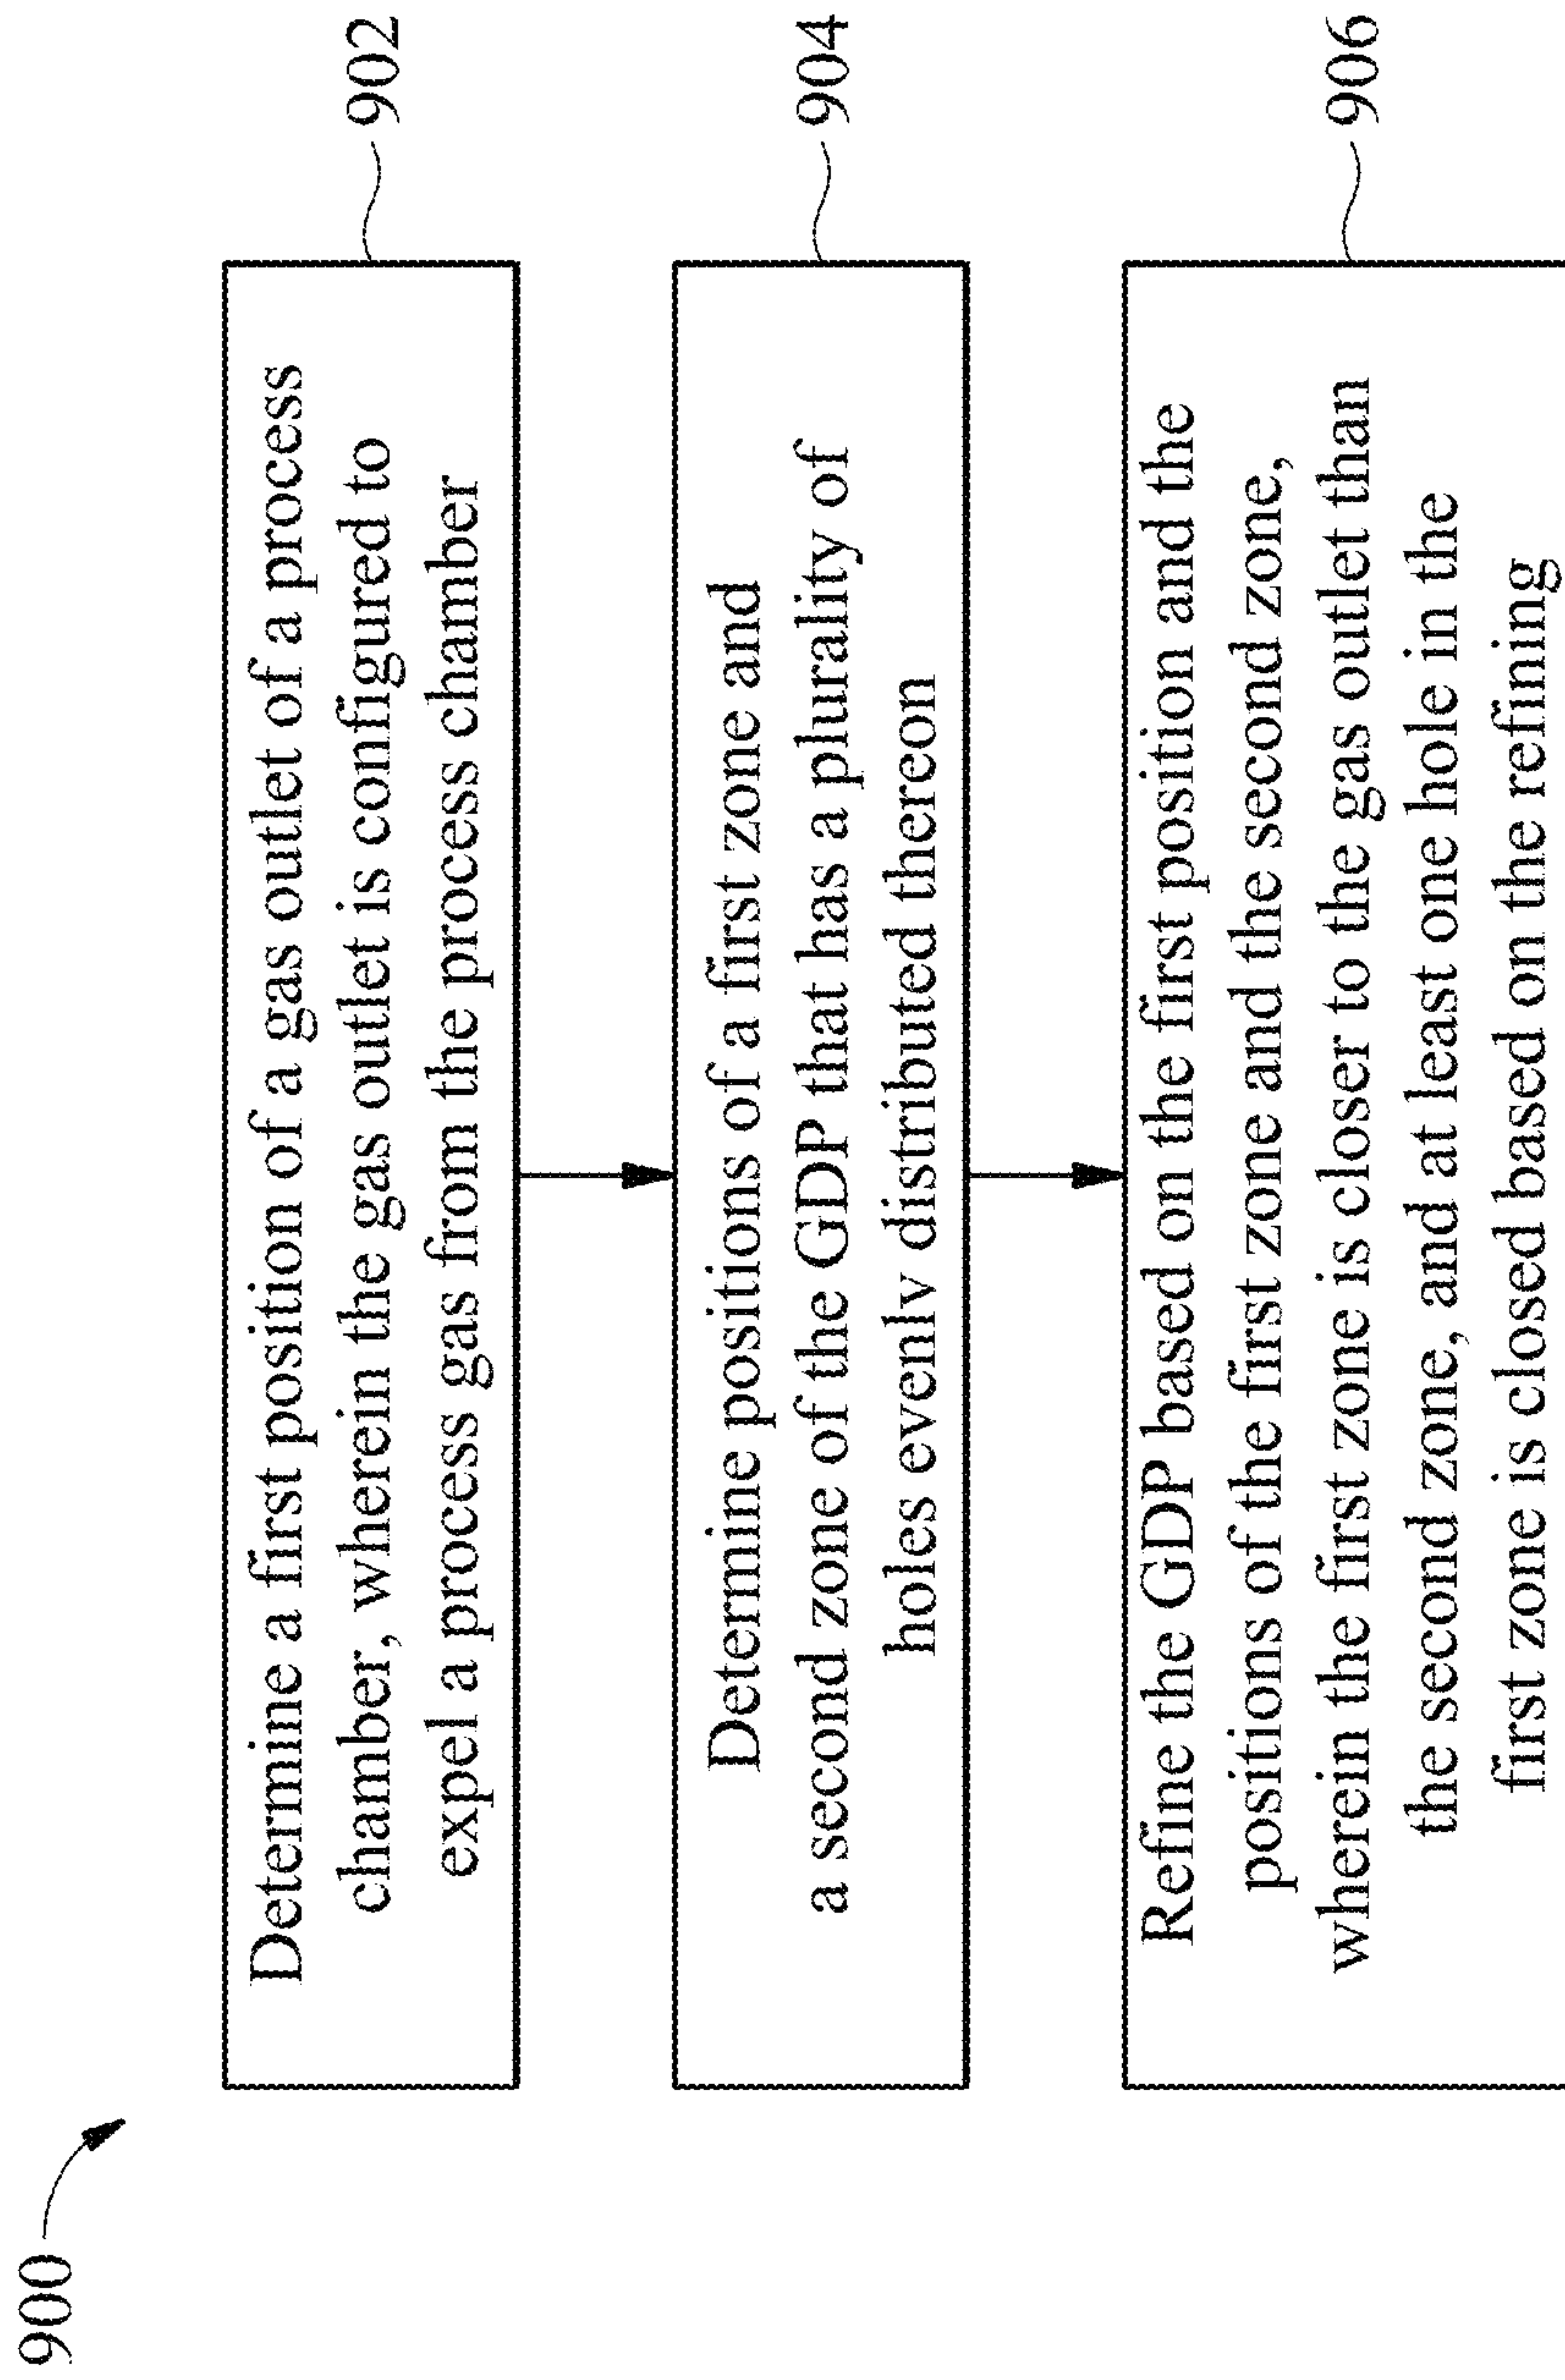 900
Determine a first position of a gas outlet of a process
chamber, wherein the gas outlet is configured to
expel a process gas from the process chamber
902
Determine positions of a first zone and
a second zone of the GDP that has a plurality of
holes evenly distributed thereon
904
Refine the GDP based on the first position and the
positions of the first zone and the second zone,
wherein the first zone is closer to the gas outlet than
the second zone, and at least one hole in the
first zone is closed based on the refining
906